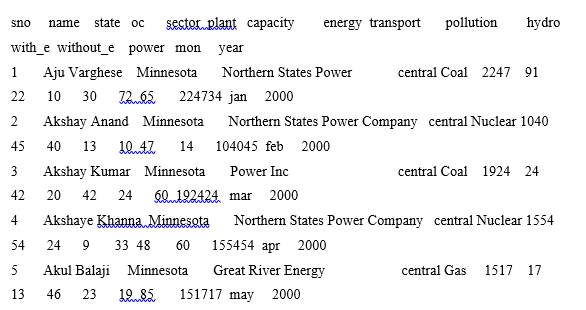 sno name state oc sector plant capacity energy transport pollution hydro
with_e without_e power mon year
1 Aju Varghese Minnesota Northern States Power central Coal 2247 91
22 10 30 72 65 224734 jan 2000
2 Akshay Anand Minnesota Northern States Power Company central Nuclear 1040
45 40 13 10 47 14 104045 feb 2000
3 Akshay Kumar Minnesota Power Inc central Coal 1924 24
42 20 42 24 60 192424 mar 2000
4 Akshaye Khanna Minnesota Northern States Power Company central Nuclear 1554
54 24 9 33 48 60 155454 apr 2000
5 Akul Balaji Minnesota Great River Energy central Gas 1517 17
13 46 23 19 85 151717 may 2000